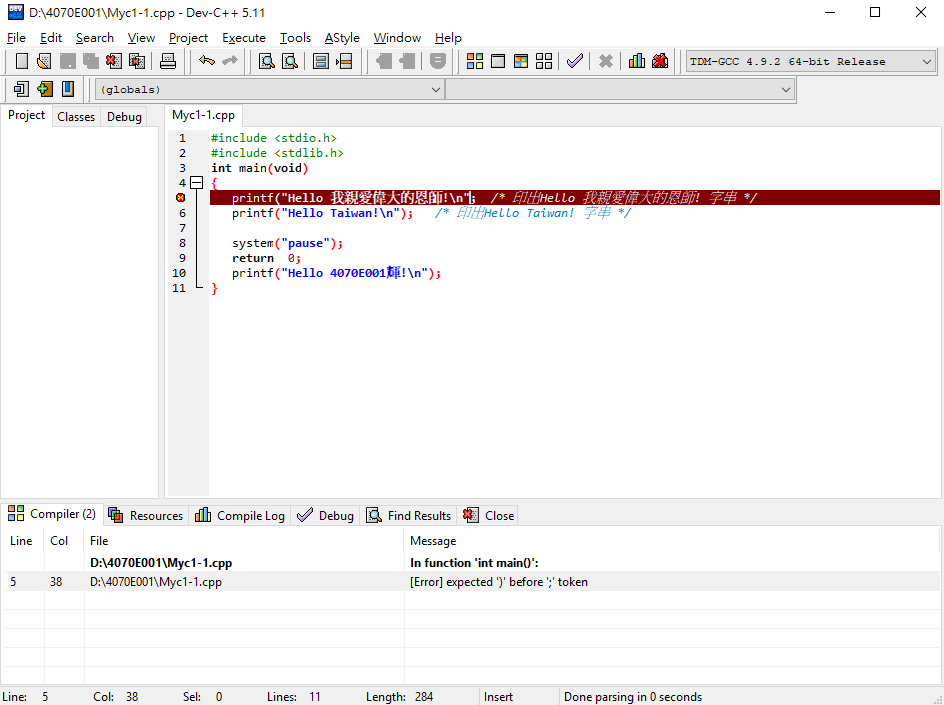 D:\4070E001\Myc1-1.cpp - Dev-C++ 5.11
File Edit Search View Project Execute Tools AStyle Window Help
TDM-GCC 4.9.2 64-bit Release
(globals)
Project Classes Debug Myc1-1.cpp
1 #include <stdio.h>
2 #include <stdlib.h>
3 int main(void)
4 {
printf("Hello 我親愛偉大的恩師!\n"; /* 印出Hello 我親愛偉大的恩師! 字串 */
6 printf("Hello Taiwan!\n"); /* 印出Hello Taiwan! 字串 */
7
8 system("pause");
9 return 0;
10 printf("Hello 4070E001輝!\n");
11 }
Compiler (2) Resources Compile Log Debug Find Results Close
Line Col File Message
D:\4070E001\Myc1-1.cpp In function 'int main()':
5 38 D:\4070E001\Myc1-1.cpp [Error] expected ')' before ';' token
Line: 5 Col: 38 Sel: 0 Lines: 11 Length: 284 Insert Done parsing in 0 seconds